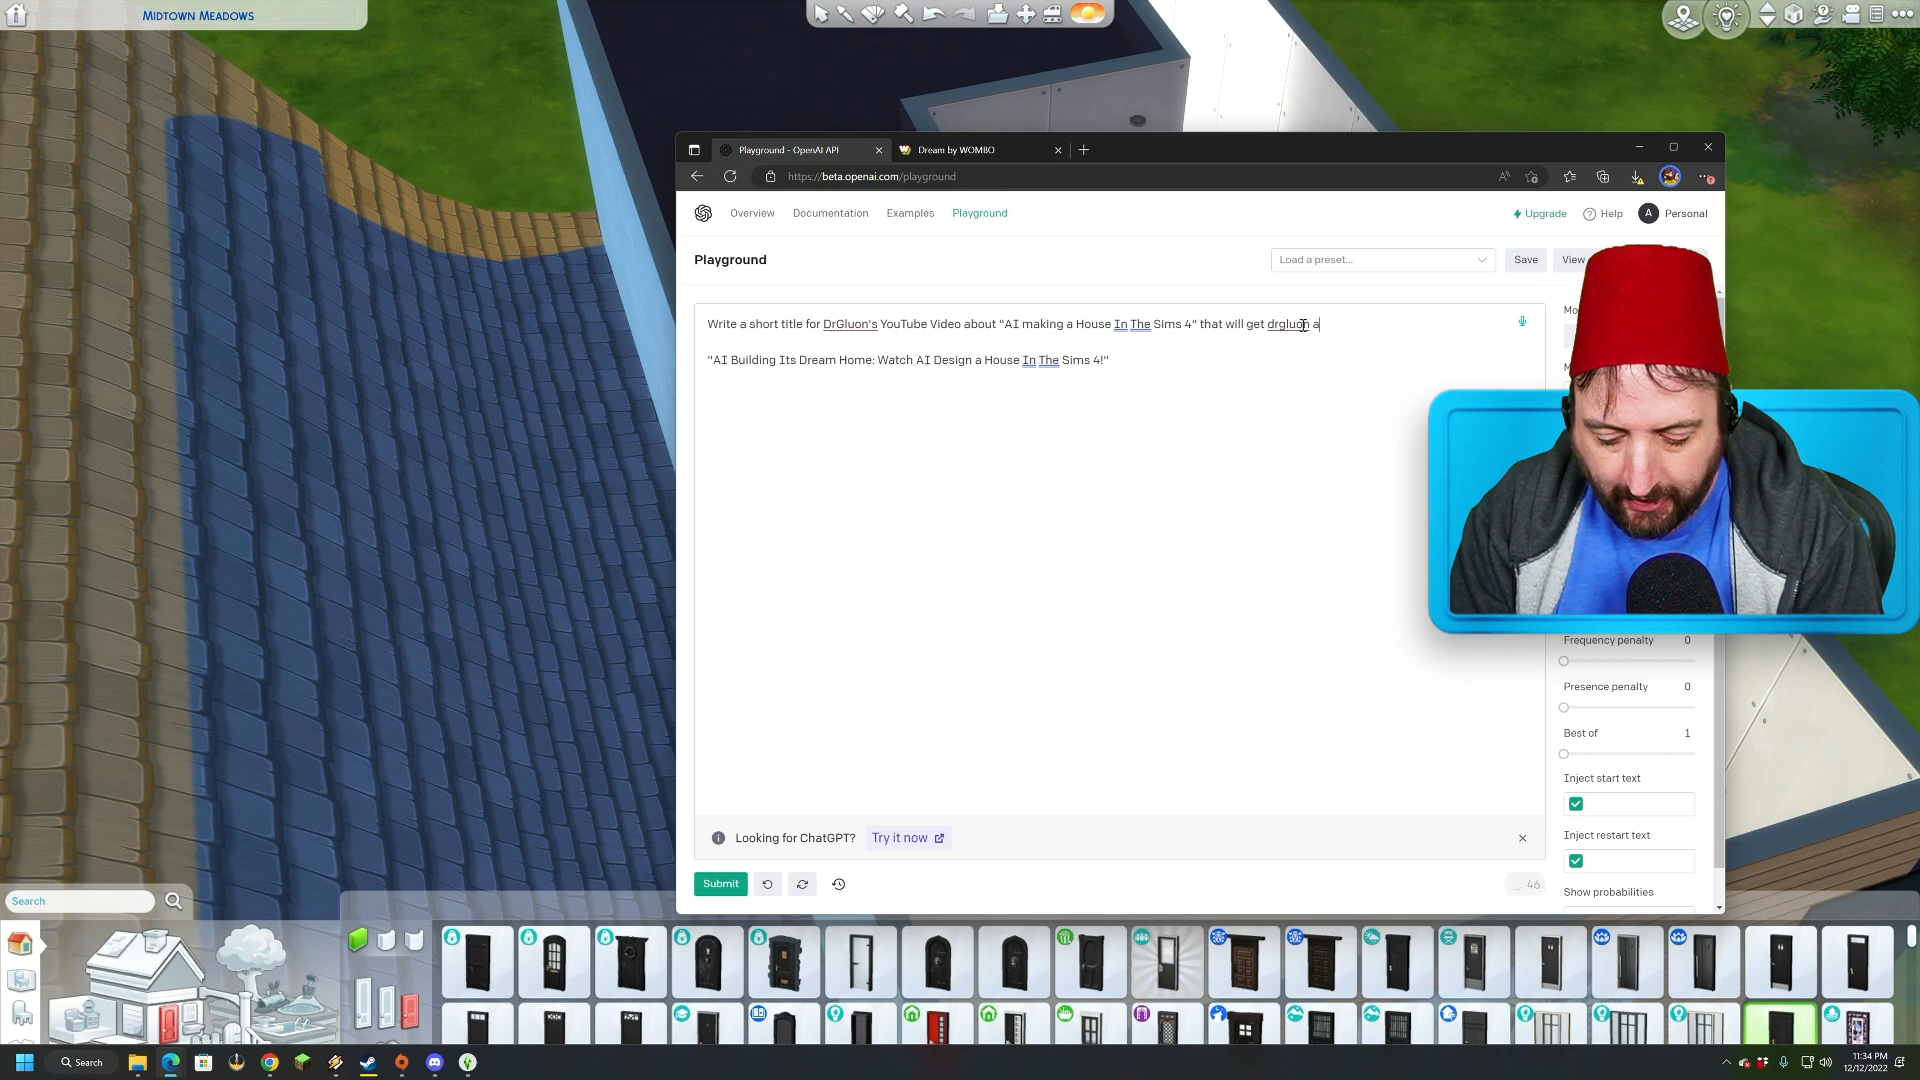 MIDTOWN MEADOWS
Playground - OpenAI API
Dream by WOMBO
https://beta.openai.com/playground
Overview
Documentation
Examples
Playground
Upgrade
Help
A
Personal
Playground
Load a preset...
Save
View
Write a short title for DrGluon's YouTube Video about "AI making a House In The Sims 4" that will get drgluon a
"AI Building Its Dream Home: Watch AI Design a House In The Sims 4!"
Mo
M
Frequency penalty 0
Presence penalty 0
Best of 1
Inject start text
Inject restart text
Show probabilities
Looking for ChatGPT? Try it now
Submit
46
Search
Search
11:34 PM
12/12/2022